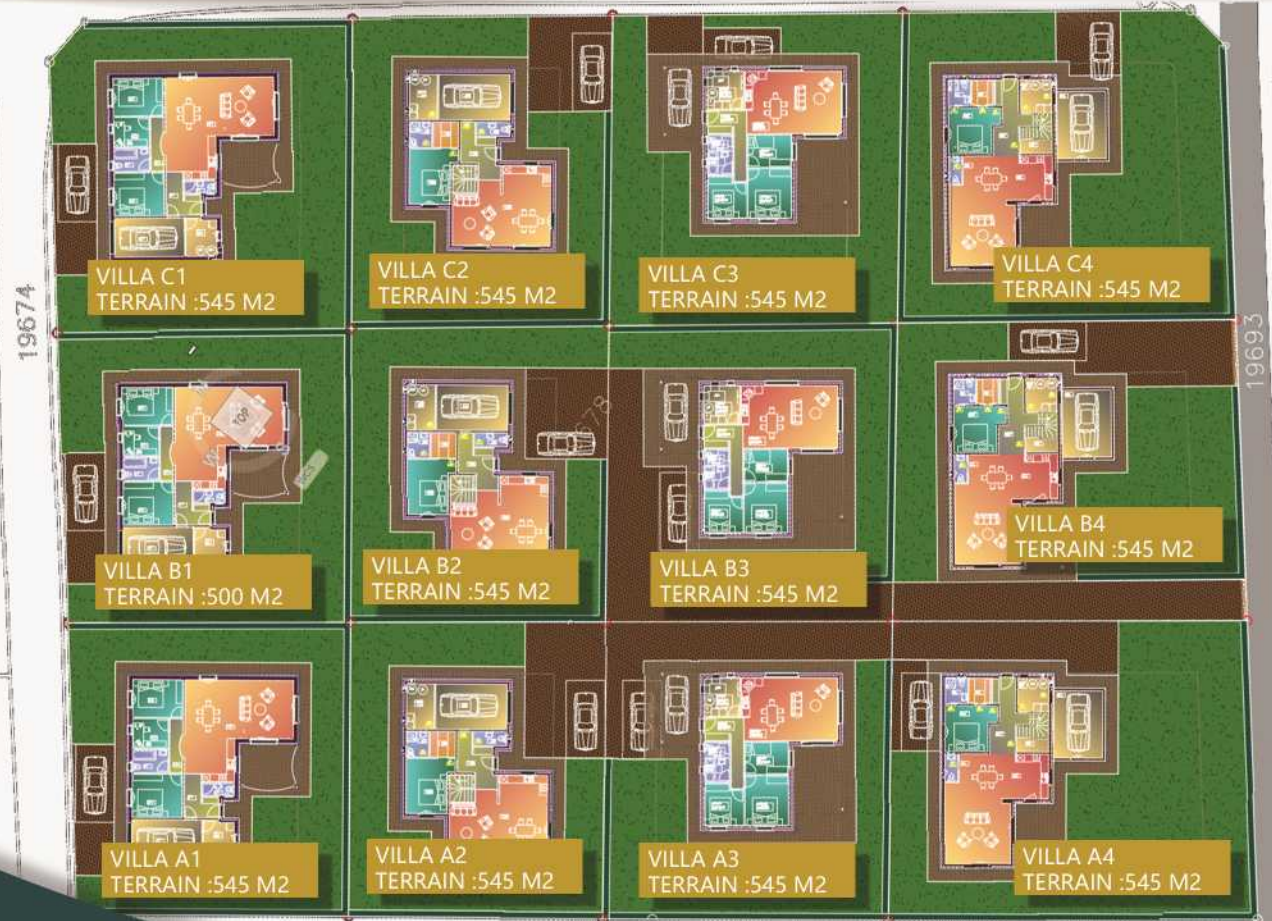 VILLA C1
TERRAIN :545 M2
VILLA C2
TERRAIN :545 M2
VILLA C3
TERRAIN :545 M2
VILLA C4
TERRAIN :545 M2
19674
19693
VILLA B1
TERRAIN :500 M2
VILLA B2
TERRAIN :545 M2
VILLA B3
TERRAIN :545 M2
VILLA B4
TERRAIN :545 M2
TOP
W
VILLA A1
TERRAIN :545 M2
VILLA A2
TERRAIN :545 M2
VILLA A3
TERRAIN :545 M2
VILLA A4
TERRAIN :545 M2